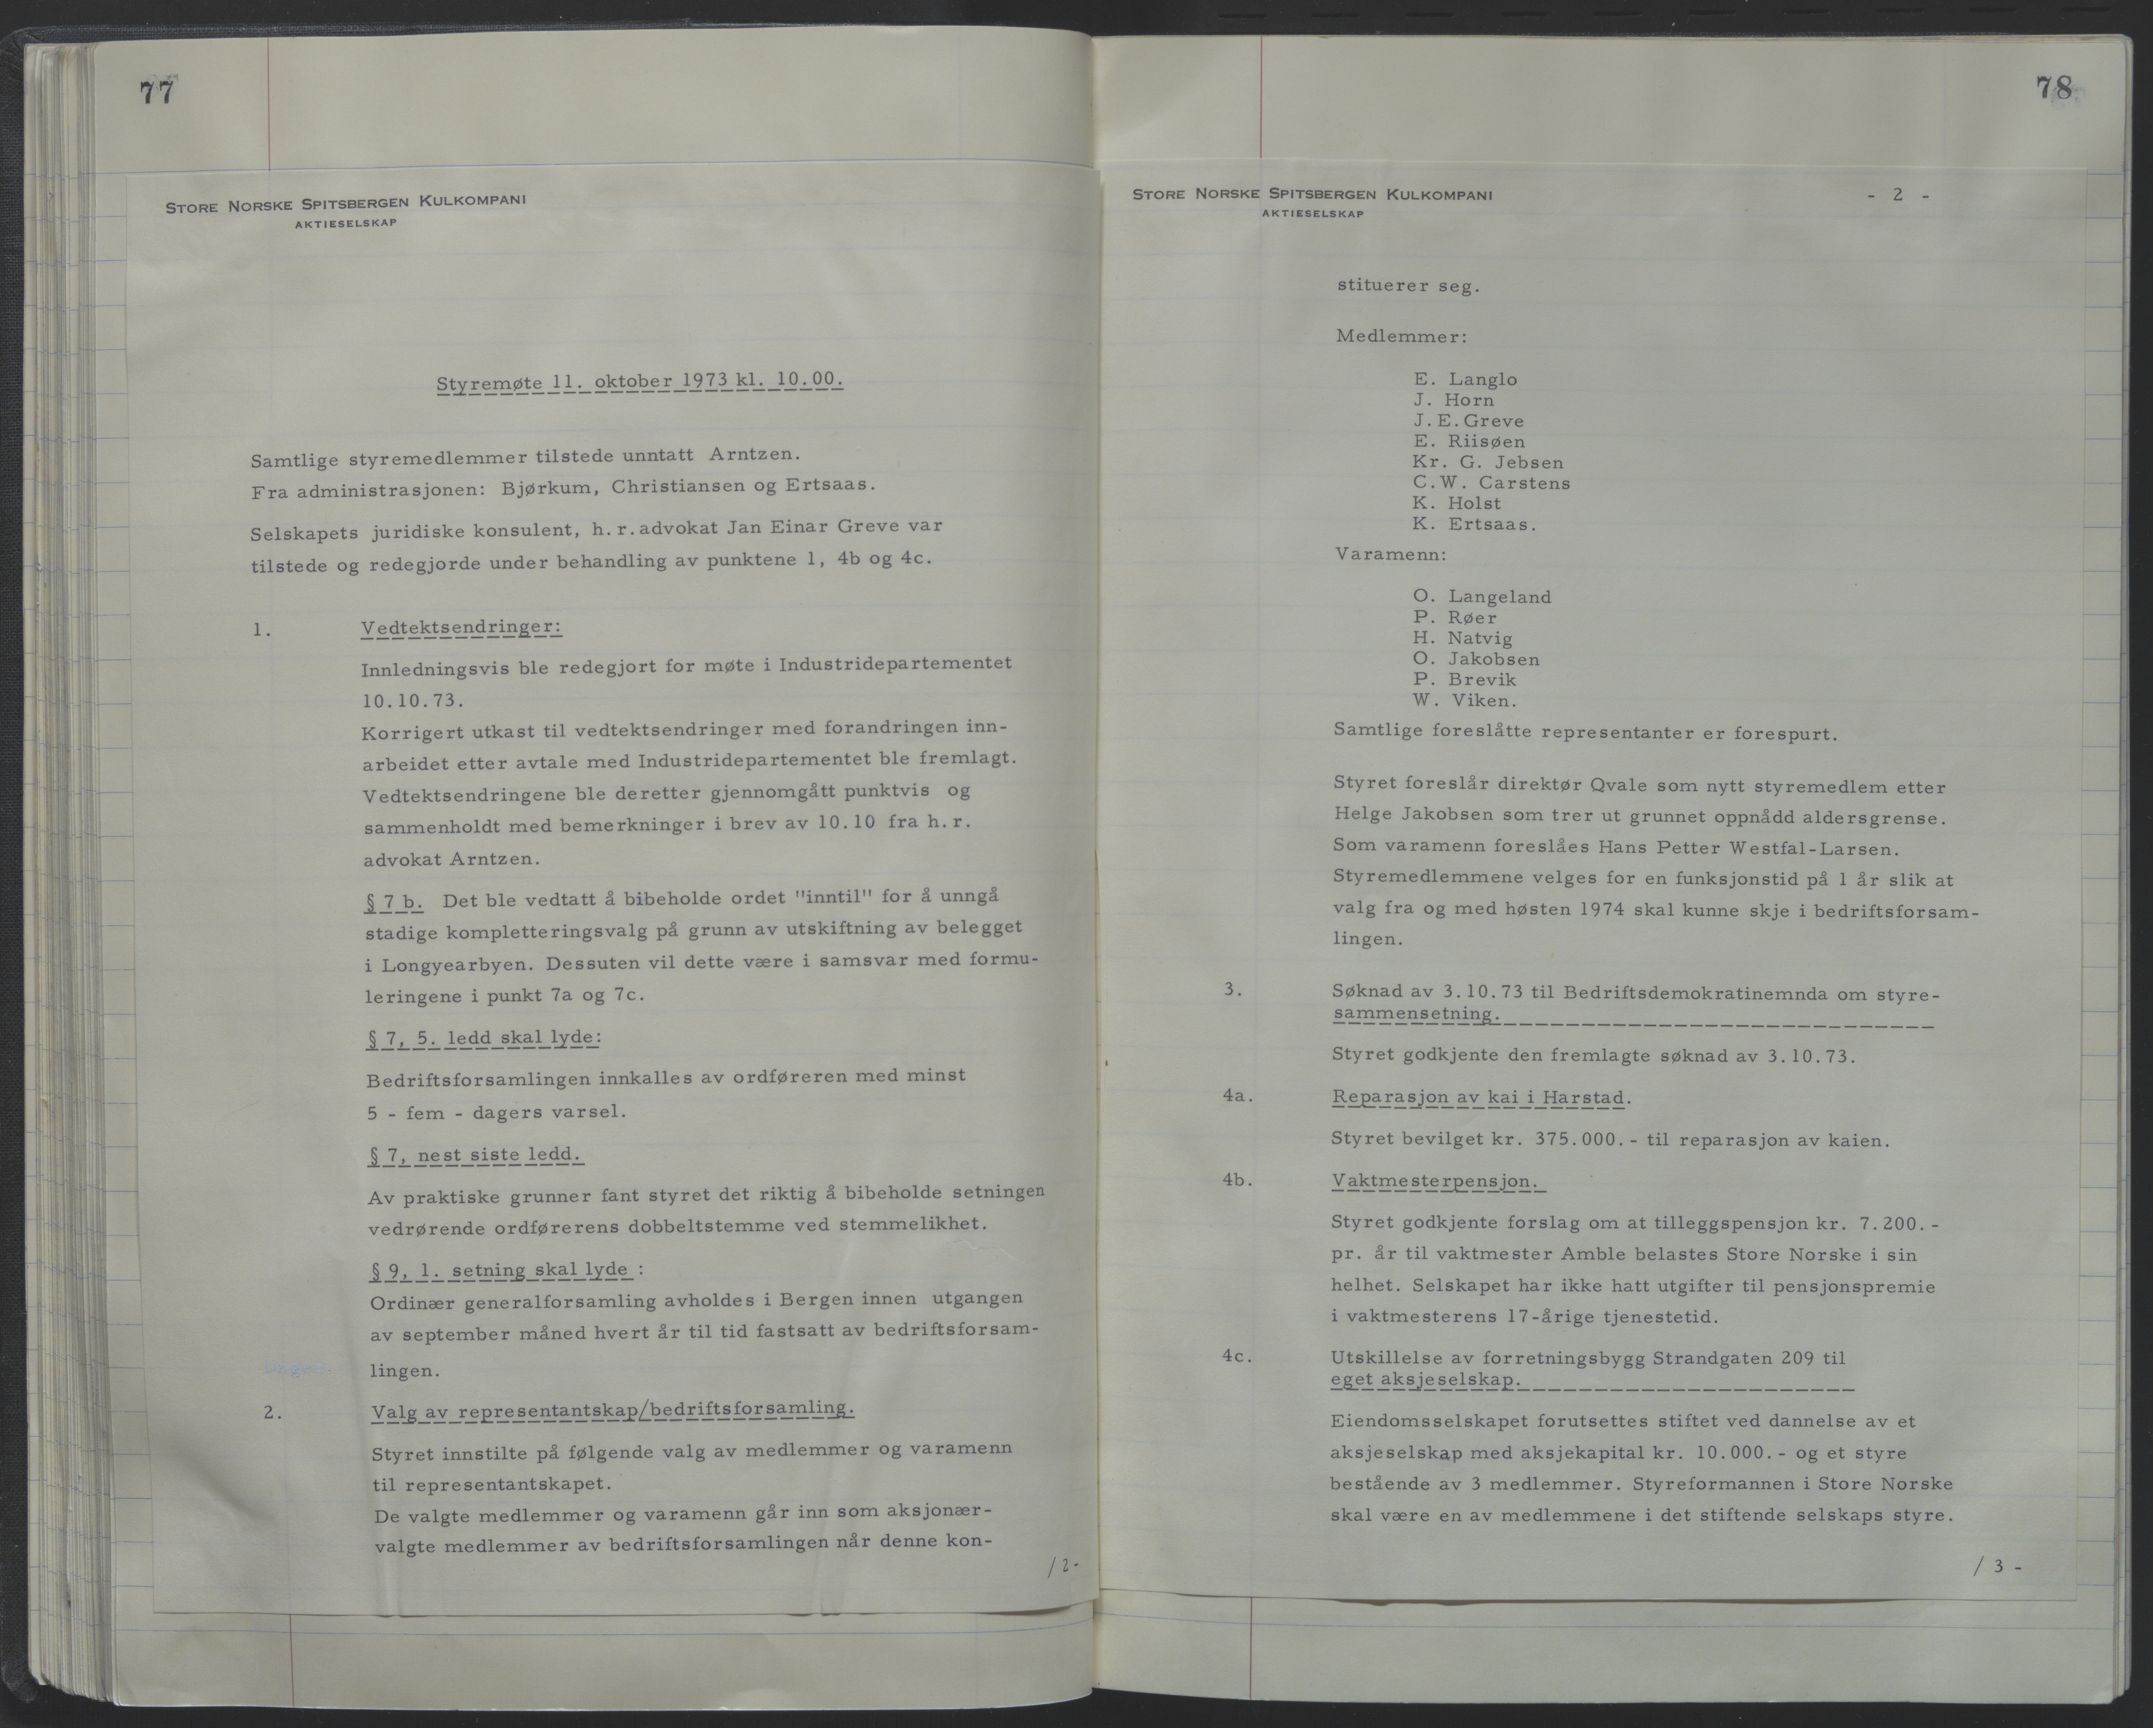 77
STORE NORSKE SPITSBERGEN KULKOMPANI
AKTIESELSKAP
Styremøte 11. oktober 1973 kl. 10.00.
Samtlige styremedlemmer tilstede unntatt Arntzen.
Fra administrasjonen: Bjørkum, Christiansen og Ertsaas.
Selskapets juridiske konsulent, h.r.advokat Jan Einar Greve var
tilstede og redegjorde under behandling av punktene 1, 4b og 4c.
1. Vedtektsendringer:
Innledningsvis ble redegjort for møte i Industridepartementet
10.10.73.
Korrigert utkast til vedtektsendringer med forandringen inn-
arbeidet etter avtale med Industridepartementet ble fremlagt.
Vedtektsendringene ble deretter gjennomgått punktvis og
sammenholdt med bemerkninger i brev av 10.10 fra h.r.
advokat Arntzen.
§ 7 b. Det ble vedtatt å bibeholde ordet "inntil" for å unngå
stadige kompletteringsvalg på grunn av utskiftning av belegget
i Longyearbyen. Dessuten vil dette være i samsvar med formu-
leringene i punkt 7a og 7c.
§ 7, 5. ledd skal lyde:
Bedriftsforsamlingen innkalles av ordføreren med minst
5 - fem - dagers varsel.
§ 7, nest siste ledd.
Av praktiske grunner fant styret det riktig å bibeholde setningen
vedrørende ordførerens dobbeltstemme ved stemmelikhet.
§ 9, 1. setning skal lyde :
Ordinær generalforsamling avholdes i Bergen innen utgangen
av september måned hvert år til tid fastsatt av bedriftsforsam-
lingen.
2. Valg av representantskap/bedriftsforsamling.
Styret innstilte på følgende valg av medlemmer og varamenn
til representantskapet.
De valgte medlemmer og varamenn går inn som aksjonær-
valgte medlemmer av bedriftsforsamlingen når denne kon-
/2-
78
STORE NORSKE SPITSBERGEN KULKOMPANI
AKTIESELSKAP
- 2 -
stituerer seg.
Medlemmer:
E. Langlo
J. Horn
J.E.Greve
E. Riisøen
Kr. G. Jebsen
C.W. Carstens
K. Holst
K. Ertsaas.
Varamenn:
O. Langeland
P. Røer
H. Natvig
O. Jakobsen
P. Brevik
W. Viken.
Samtlige foreslåtte representanter er forespurt.
Styret foreslår direktør Qvale som nytt styremedlem etter
Helge Jakobsen som trer ut grunnet oppnådd aldersgrense.
Som varamenn foreslåes Hans Petter Westfal-Larsen.
Styremedlemmene velges for en funksjonstid på 1 år slik at
valg fra og med høsten 1974 skal kunne skje i bedriftsforsam-
lingen.
3. Søknad av 3.10.73 til Bedriftsdemokratinemnda om styre-
sammensetning.
Styret godkjente den fremlagte søknad av 3.10.73.
4a. Reparasjon av kai i Harstad.
Styret bevilget kr. 375.000.- til reparasjon av kaien.
4b. Vaktmesterpensjon.
Styret godkjente forslag om at tilleggspensjon kr. 7.200.-
pr. år til vaktmester Amble belastes Store Norske i sin
helhet. Selskapet har ikke hatt utgifter til pensjonspremie
i vaktmesterens 17-årige tjenestetid.
4c. Utskillelse av forretningsbygg Strandgaten 209 til
eget aksjeselskap.
Eiendomsselskapet forutsettes stiftet ved dannelse av et
aksjeselskap med aksjekapital kr. 10.000.- og et styre
bestående av 3 medlemmer. Styreformannen i Store Norske
skal være en av medlemmene i det stiftende selskaps styre.
/ 3 -